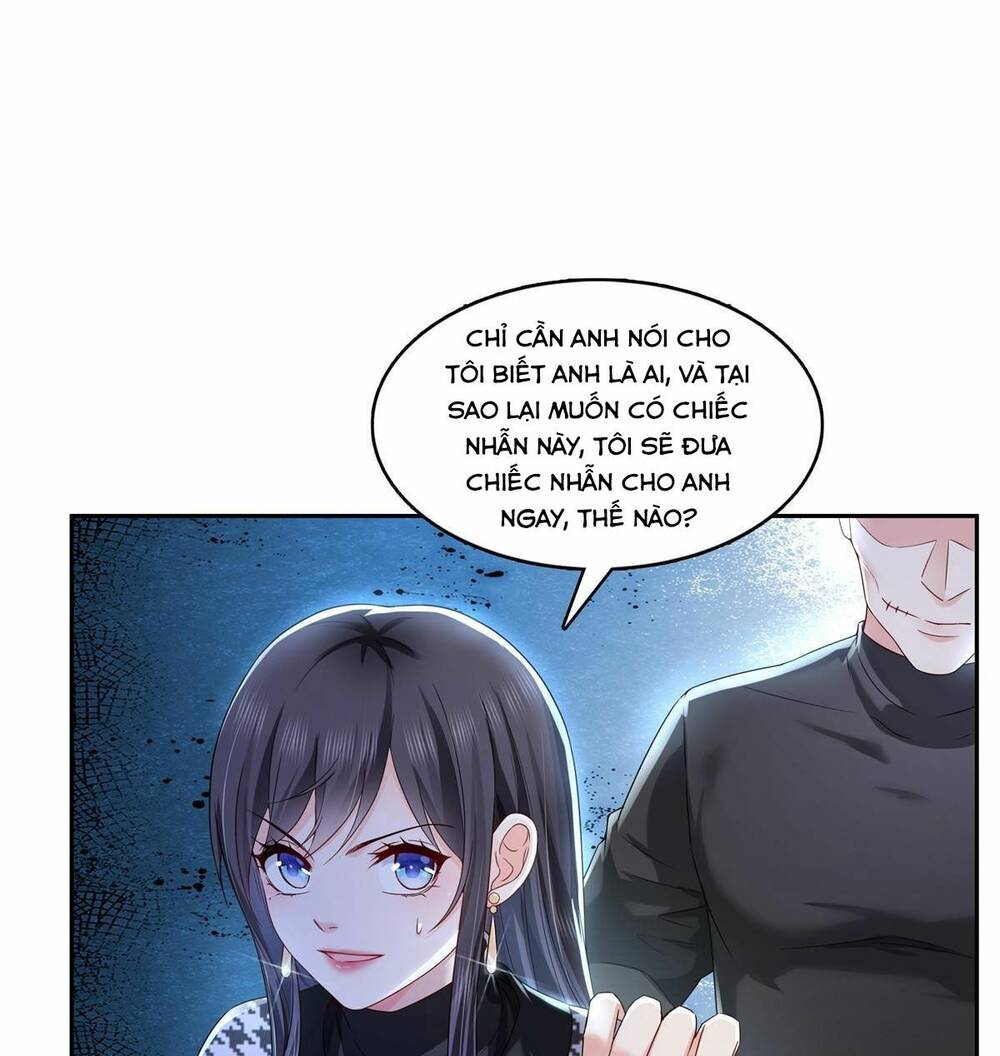 CHỈ CẦN ANH NÓI CHO
TÔI BIẾT ANH LÀ AI, VÀ TẠI
SAO LẠI MUỐN CÓ CHIẾC
NHẪN NÀY, TÔI SẼ ĐƯA
CHIẾC NHẪN CHO ANH
NGAY, THẾ NÀO?